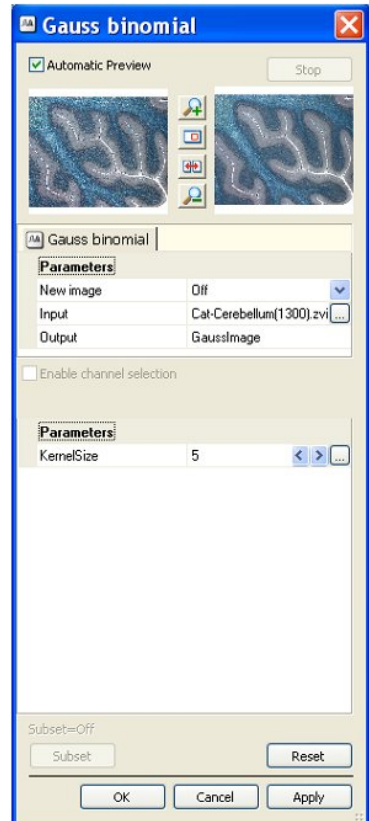 Gauss binomial
Automatic Preview
Stop
Gauss binomial
Parameters
New image Off
Input Cat-Cerebellum(1300).zvi ...
Output GaussImage
Enable channel selection
Parameters
KernelSize 5 < > ...
Subset=Off
Subset Reset
OK Cancel Apply